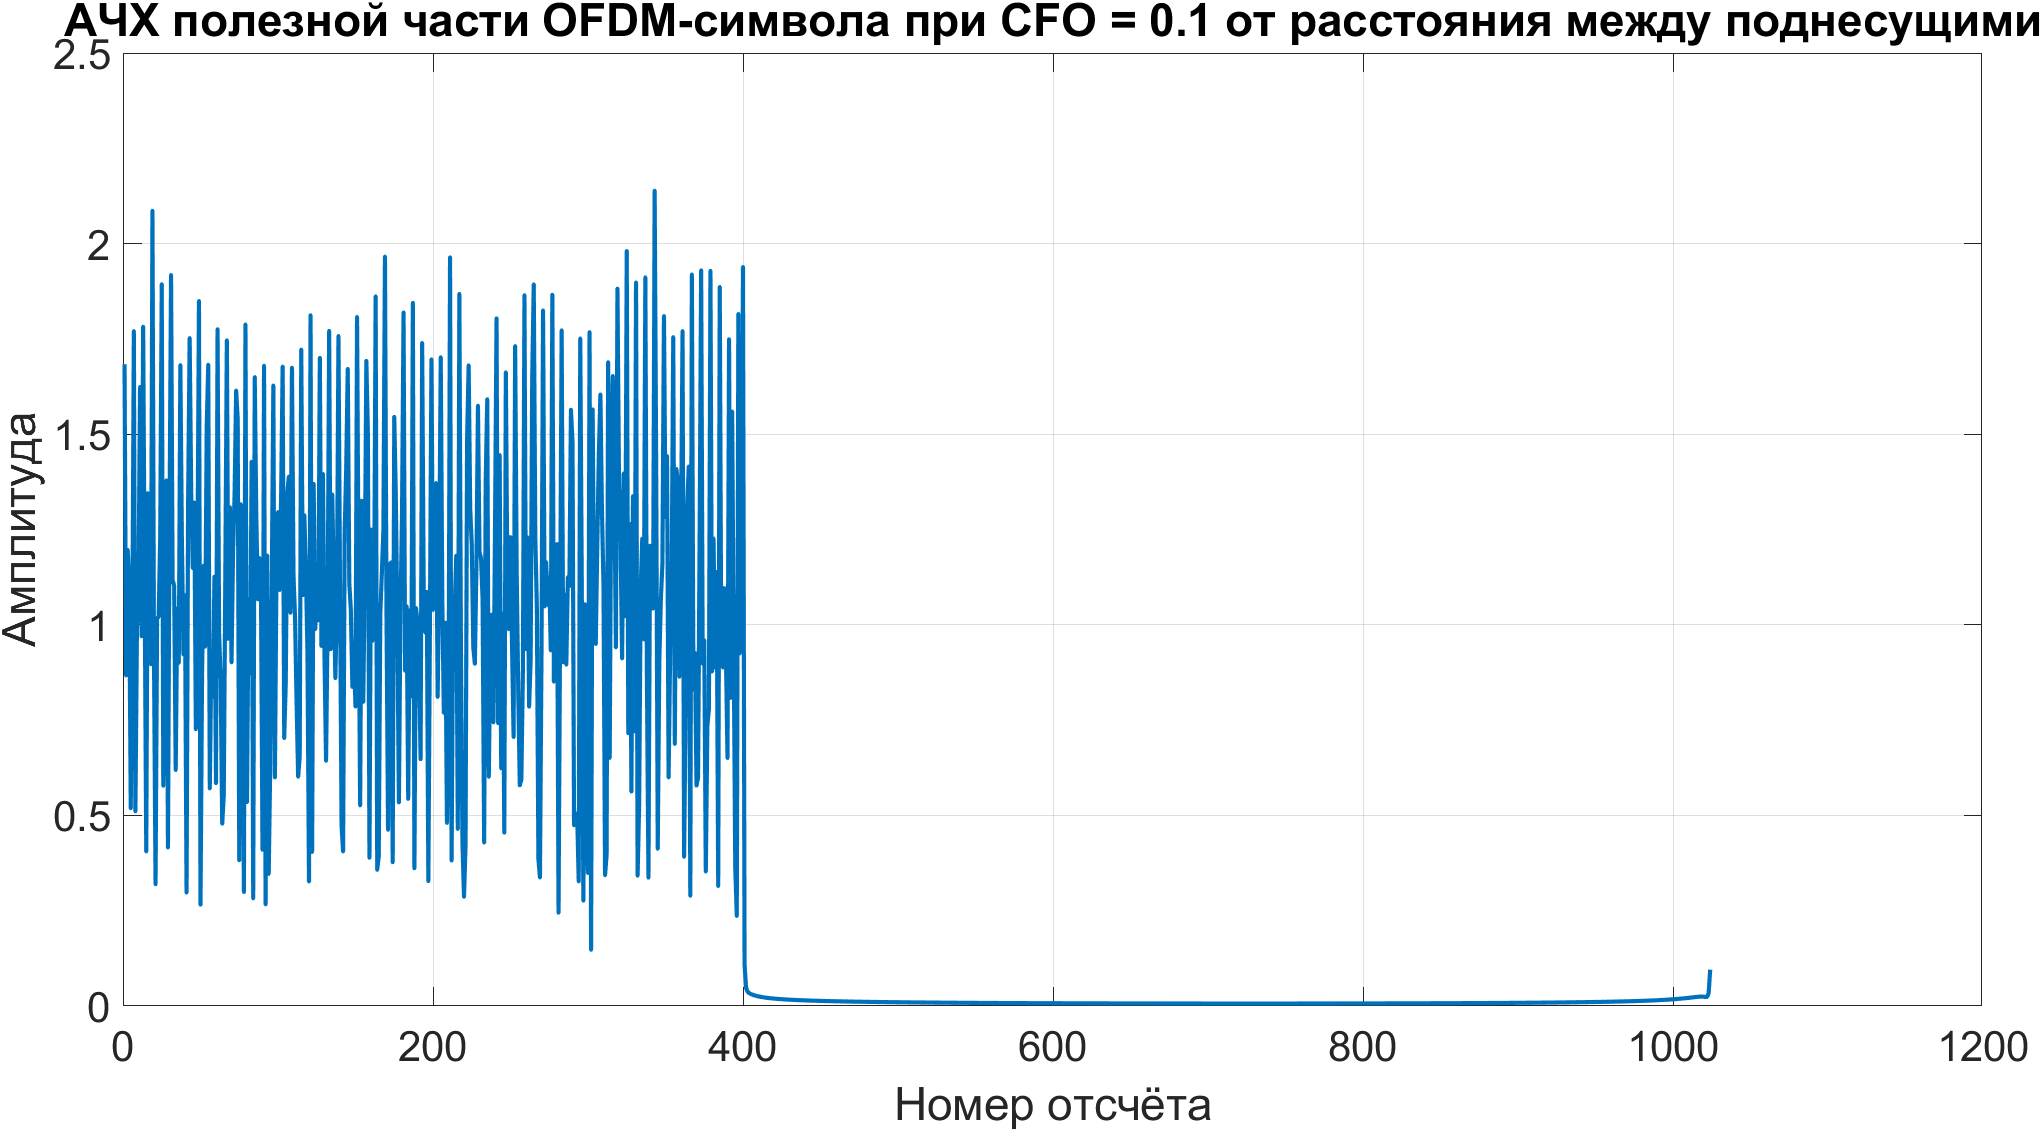 АЧХ полезной части OFDM-символа при CFO = 0.1 от расстояния между поднесущими
2.5
2
1.5
1
0.5
0
Амплитуда
0 200 400 600 800 1000 1200
Номер отсчёта